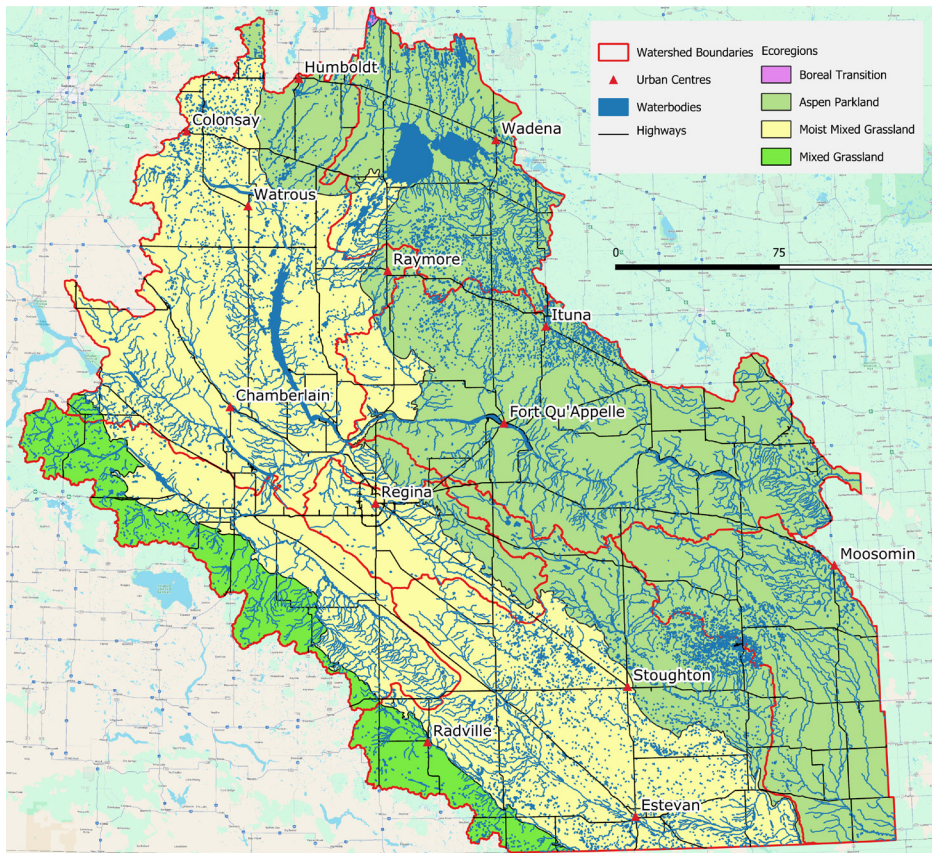 Watershed Boundaries
Urban Centres
Waterbodies
Highways
Ecoregions
Boreal Transition
Aspen Parkland
Moist Mixed Grassland
Mixed Grassland
0 75
Humboldt
Colonsay
Wadena
Watrous
Raymore
Ituna
Chamberlain
Fort Qu'Appelle
Regina
Moosomin
Stoughton
Radville
Estevan